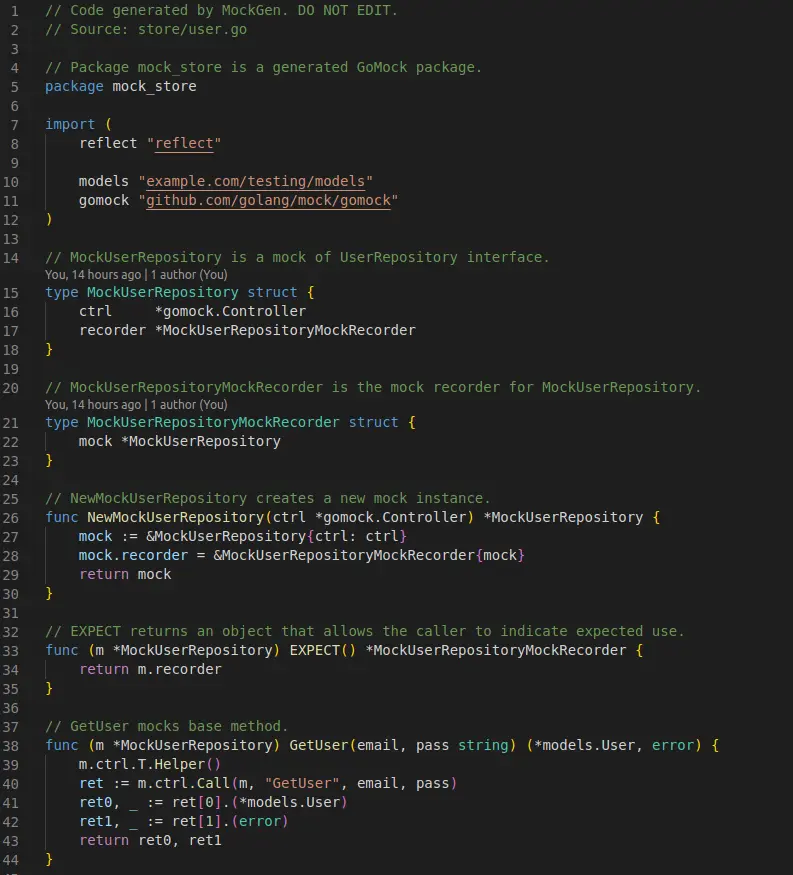 1 // Code generated by MockGen. DO NOT EDIT.
2 // Source: store/user.go
3
4 // Package mock_store is a generated GoMock package.
5 package mock_store
6
7 import (
8     reflect "reflect"
9
10     models "example.com/testing/models"
11     gomock "github.com/golang/mock/gomock"
12 )
13
14 // MockUserRepository is a mock of UserRepository interface.
You, 14 hours ago | 1 author (You)
15 type MockUserRepository struct {
16     ctrl     *gomock.Controller
17     recorder *MockUserRepositoryMockRecorder
18 }
19
20 // MockUserRepositoryMockRecorder is the mock recorder for MockUserRepository.
You, 14 hours ago | 1 author (You)
21 type MockUserRepositoryMockRecorder struct {
22     mock *MockUserRepository
23 }
24
25 // NewMockUserRepository creates a new mock instance.
26 func NewMockUserRepository(ctrl *gomock.Controller) *MockUserRepository {
27     mock := &MockUserRepository{ctrl: ctrl}
28     mock.recorder = &MockUserRepositoryMockRecorder{mock}
29     return mock
30 }
31
32 // EXPECT returns an object that allows the caller to indicate expected use.
33 func (m *MockUserRepository) EXPECT() *MockUserRepositoryMockRecorder {
34     return m.recorder
35 }
36
37 // GetUser mocks base method.
38 func (m *MockUserRepository) GetUser(email, pass string) (*models.User, error) {
39     m.ctrl.T.Helper()
40     ret := m.ctrl.Call(m, "GetUser", email, pass)
41     ret0, _ := ret[0].(*models.User)
42     ret1, _ := ret[1].(error)
43     return ret0, ret1
44 }